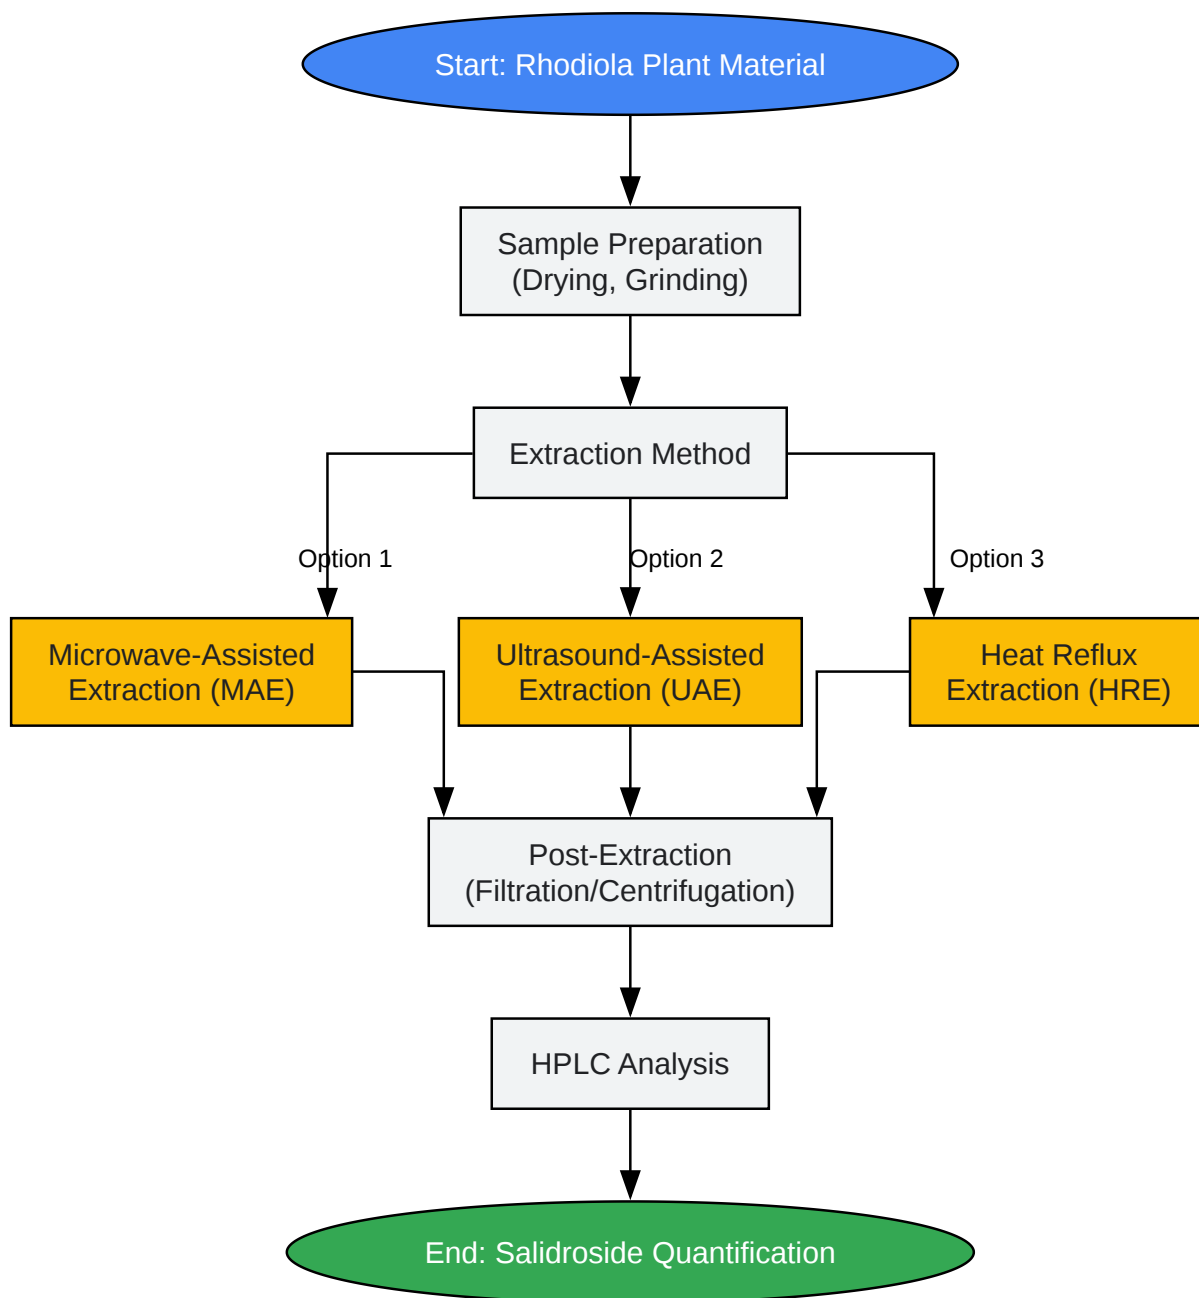 Start: Rhodiola Plant Material
Sample Preparation
(Drying, Grinding)
Extraction Method
Option 1
Option 2
Option 3
Microwave-Assisted
Extraction (MAE)
Ultrasound-Assisted
Extraction (UAE)
Heat Reflux
Extraction (HRE)
Post-Extraction
(Filtration/Centrifugation)
HPLC Analysis
End: Salidroside Quantification